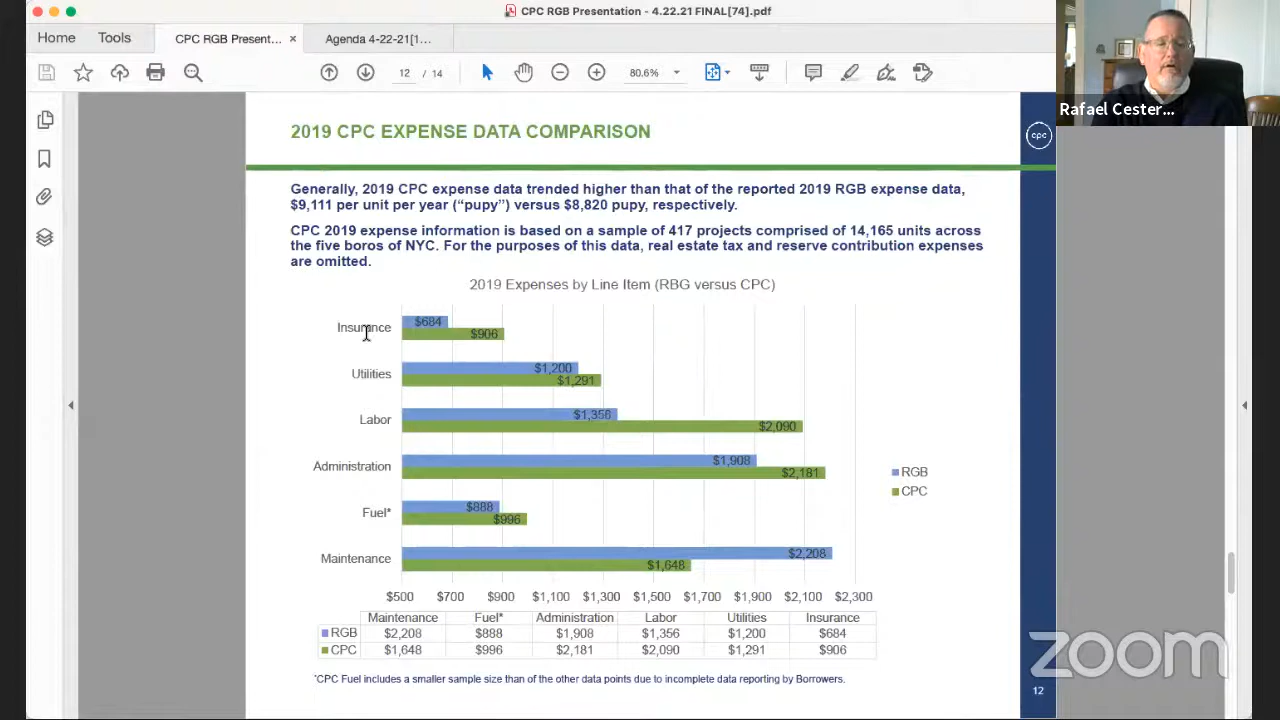 CPC RGB Presentation - 4.22.21 FINAL[74].pdf
Home Tools CPC RGB Present... × Agenda 4-22-21[1...
12 / 14 80.6%
Rafael Cester...
2019 CPC EXPENSE DATA COMPARISON
cpc
Generally, 2019 CPC expense data trended higher than that of the reported 2019 RGB expense data,
$9,111 per unit per year (“pupy”) versus $8,820 pupy, respectively.
CPC 2019 expense information is based on a sample of 417 projects comprised of 14,165 units across
the five boros of NYC. For the purposes of this data, real estate tax and reserve contribution expenses
are omitted.
2019 Expenses by Line Item (RBG versus CPC)
Insurance $684
$906
Utilities $1,200
$1,291
Labor $1,356
$2,090
Administration $1,908
$2,181
Fuel* $888
$996
Maintenance $2,208
$1,648
RGB
CPC
$500 $700 $900 $1,100 $1,300 $1,500 $1,700 $1,900 $2,100 $2,300
Maintenance Fuel* Administration Labor Utilities Insurance
RGB $2,208 $888 $1,908 $1,356 $1,200 $684
CPC $1,648 $996 $2,181 $2,090 $1,291 $906
*CPC Fuel includes a smaller sample size than of the other data points due to incomplete data reporting by Borrowers.
zoom
12